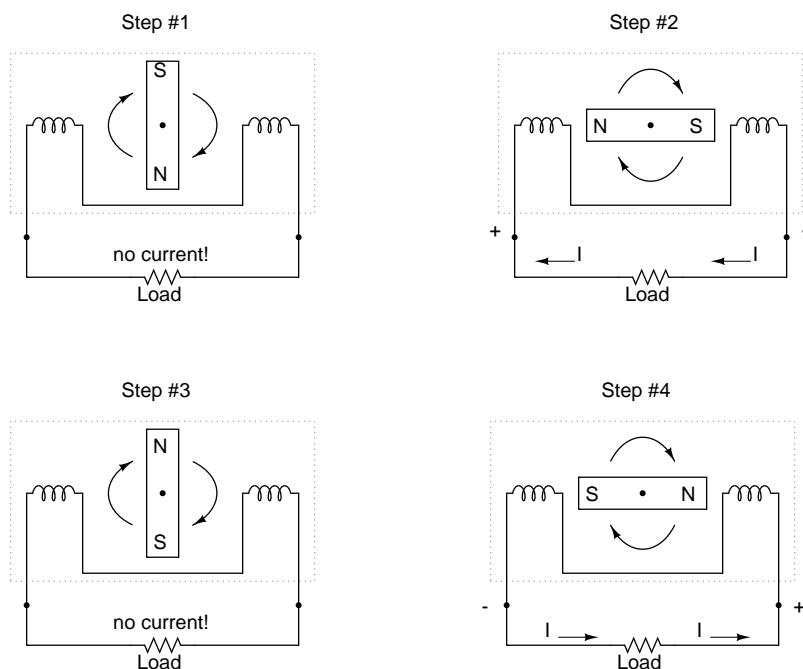 Step #1
S
N
no current!
Load
Step #2
N S
+ -
I I
Load
Step #3
N
S
no current!
Load
Step #4
S N
- +
I I
Load